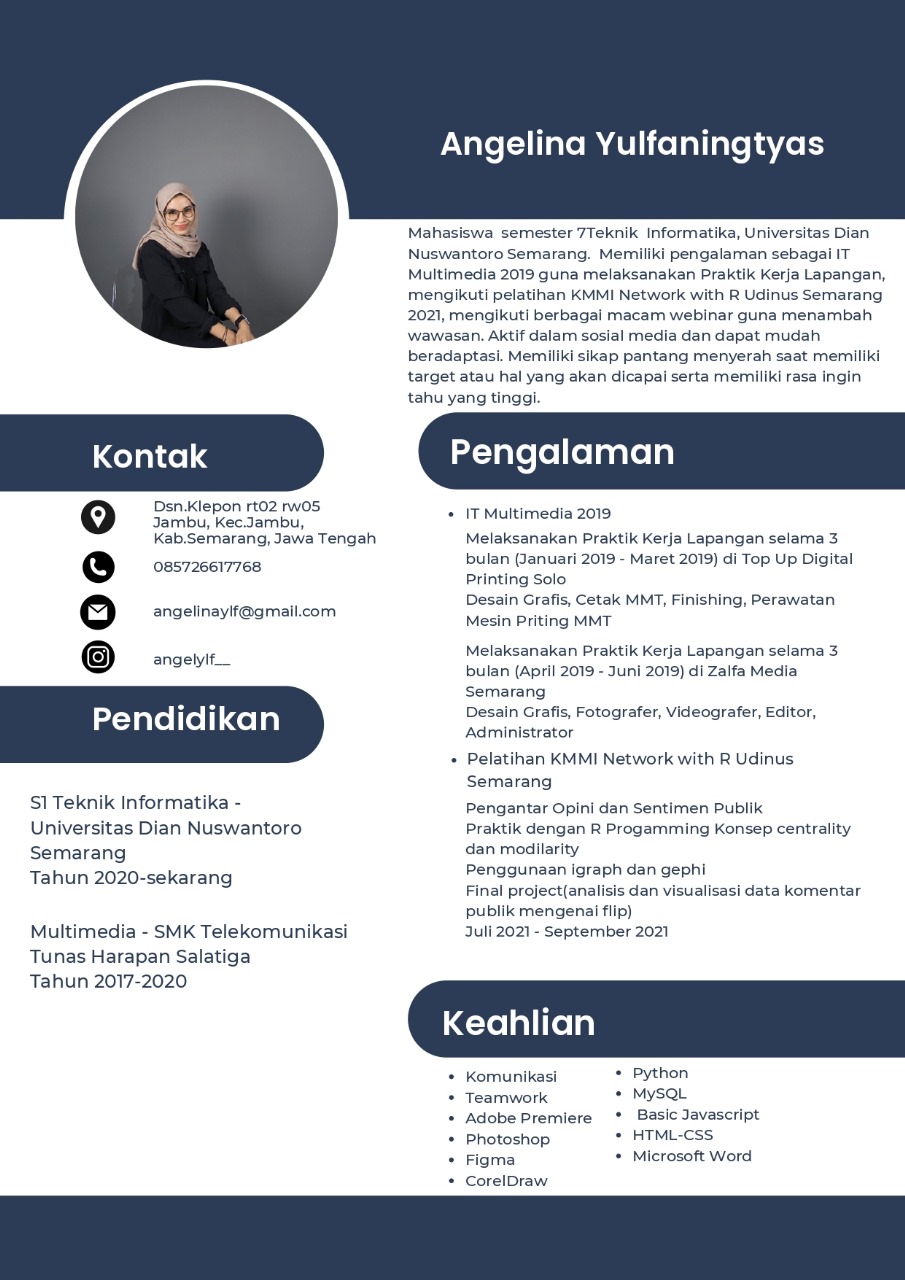 Angelina Yulfaningtyas
Mahasiswa semester 7Teknik Informatika, Universitas Dian
Nuswantoro Semarang. Memiliki pengalaman sebagai IT
Multimedia 2019 guna melaksanakan Praktik Kerja Lapangan,
mengikuti pelatihan KMMI Network with R Udinus Semarang
2021, mengikuti berbagai macam webinar guna menambah
wawasan. Aktif dalam sosial media dan dapat mudah
beradaptasi. Memiliki sikap pantang menyerah saat memiliki
target atau hal yang akan dicapai serta memiliki rasa ingin
tahu yang tinggi.
Kontak
Dsn.Klepon rt02 rw05
Jambu, Kec.Jambu,
Kab.Semarang, Jawa Tengah
085726617768
angelinaylf@gmail.com
angelylf__
Pendidikan
S1 Teknik Informatika -
Universitas Dian Nuswantoro
Semarang
Tahun 2020-sekarang
Multimedia - SMK Telekomunikasi
Tunas Harapan Salatiga
Tahun 2017-2020
Pengalaman
• IT Multimedia 2019
Melaksanakan Praktik Kerja Lapangan selama 3
bulan (Januari 2019 - Maret 2019) di Top Up Digital
Printing Solo
Desain Grafis, Cetak MMT, Finishing, Perawatan
Mesin Priting MMT
Melaksanakan Praktik Kerja Lapangan selama 3
bulan (April 2019 - Juni 2019) di Zalfa Media
Semarang
Desain Grafis, Fotografer, Videografer, Editor,
Administrator
• Pelatihan KMMI Network with R Udinus
Semarang
Pengantar Opini dan Sentimen Publik
Praktik dengan R Progamming Konsep centrality
dan modilarity
Penggunaan igraph dan gephi
Final project(analisis dan visualisasi data komentar
publik mengenai flip)
Juli 2021 - September 2021
Keahlian
• Komunikasi
• Teamwork
• Adobe Premiere
• Photoshop
• Figma
• CorelDraw
• Python
• MySQL
• Basic Javascript
• HTML-CSS
• Microsoft Word